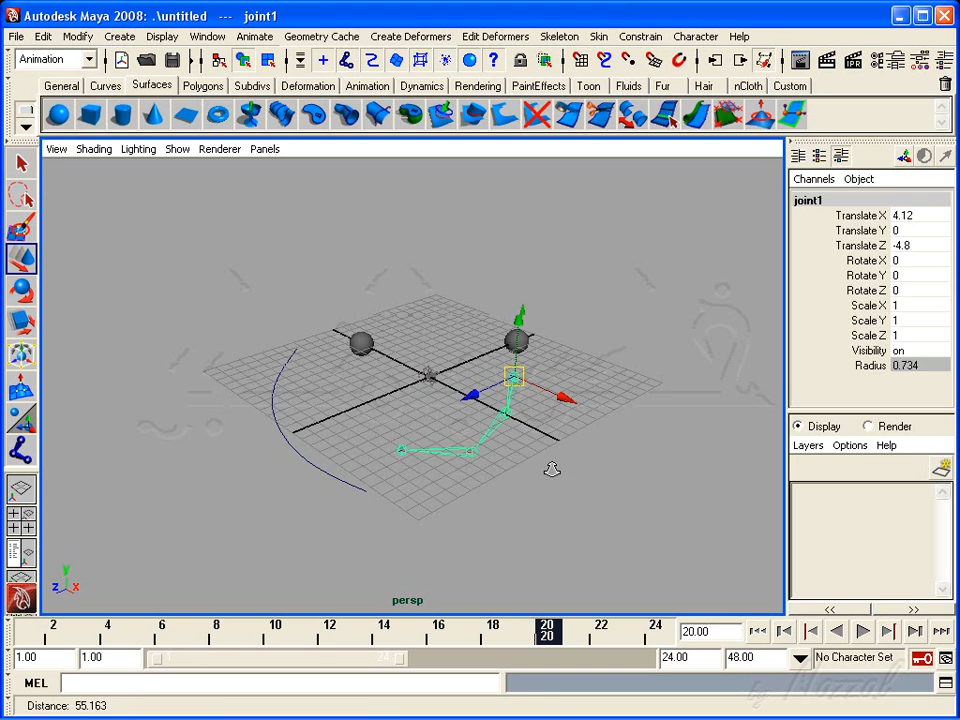 Autodesk Maya 2008: .\untitled --- joint1
File Edit Modify Create Display Window Animate Geometry Cache Create Deformers Edit Deformers Skeleton Skin Constrain Character Help
Animation
General Curves Surfaces Polygons Subdivs Deformation Animation Dynamics Rendering PaintEffects Toon Fluids Fur Hair nCloth Custom
View Shading Lighting Show Renderer Panels
Channels Object
joint1
Translate X 4.12
Translate Y 0
Translate Z -4.8
Rotate X 0
Rotate Y 0
Rotate Z 0
Scale X 1
Scale Y 1
Scale Z 1
Visibility on
Radius 0.734
Display Render
Layers Options Help
y
z x
persp
<< >>
2 4 6 8 10 12 14 16 18 20 22 24
20
20.00
1.00 1.00 24 24.00 48.00 No Character Set
MEL
by Mazzal
Distance: 55.163